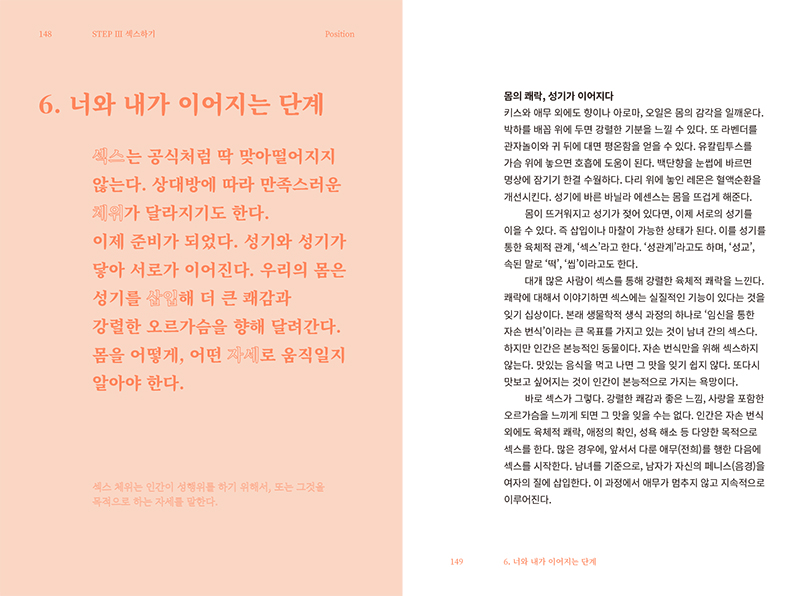 148
STEP Ⅲ 섹스하기
Position
6. 너와 내가 이어지는 단계
섹스는 공식처럼 딱 맞아떨어지지
않는다. 상대방에 따라 만족스러운
체위가 달라지기도 한다.
이제 준비가 되었다. 성기와 성기가
닿아 서로가 이어진다. 우리의 몸은
성기를 삽입해 더 큰 쾌감과
강렬한 오르가슴을 향해 달려간다.
몸을 어떻게, 어떤 자세로 움직일지
알아야 한다.
섹스 체위는 인간이 성행위를 하기 위해서, 또는 그것을
목적으로 하는 자세를 말한다.
몸의 쾌락, 성기가 이어지다
키스와 애무 외에도 향이나 아로마, 오일은 몸의 감각을 일깨운다.
박하를 배꼽 위에 두면 강렬한 기분을 느낄 수 있다. 또 라벤더를
관자놀이와 귀 뒤에 대면 평온함을 얻을 수 있다. 유칼립투스를
가슴 위에 놓으면 호흡에 도움이 된다. 백단향을 눈썹에 바르면
명상에 잠기기 한결 수월하다. 다리 위에 놓인 레몬은 혈액순환을
개선시킨다. 성기에 바른 바닐라 에센스는 몸을 뜨겁게 해준다.
몸이 뜨거워지고 성기가 젖어 있다면, 이제 서로의 성기를
이을 수 있다. 즉 삽입이나 마찰이 가능한 상태가 된다. 이를 성기를
통한 육체적 관계, ‘섹스’라고 한다. ‘성관계’라고도 하며, ‘성교’,
속된 말로 ‘떡’, ‘씹’이라고도 한다.
대개 많은 사람이 섹스를 통해 강렬한 육체적 쾌락을 느낀다.
쾌락에 대해서 이야기하면 섹스에는 실질적인 기능이 있다는 것을
잊기 십상이다. 본래 생물학적 생식 과정의 하나로 ‘임신을 통한
자손 번식’이라는 큰 목표를 가지고 있는 것이 남녀 간의 섹스다.
하지만 인간은 본능적인 동물이다. 자손 번식만을 위해 섹스하지
않는다. 맛있는 음식을 먹고 나면 그 맛을 잊기 쉽지 않다. 또다시
맛보고 싶어지는 것이 인간이 본능적으로 가지는 욕망이다.
바로 섹스가 그렇다. 강렬한 쾌감과 좋은 느낌, 사랑을 포함한
오르가슴을 느끼게 되면 그 맛을 잊을 수는 없다. 인간은 자손 번식
외에도 육체적 쾌락, 애정의 확인, 성욕 해소 등 다양한 목적으로
섹스를 한다. 많은 경우에, 앞서서 다룬 애무(전희)를 행한 다음에
섹스를 시작한다. 남녀를 기준으로, 남자가 자신의 페니스(음경)을
여자의 질에 삽입한다. 이 과정에서 애무가 멈추지 않고 지속적으로
이루어진다.
149
6. 너와 내가 이어지는 단계